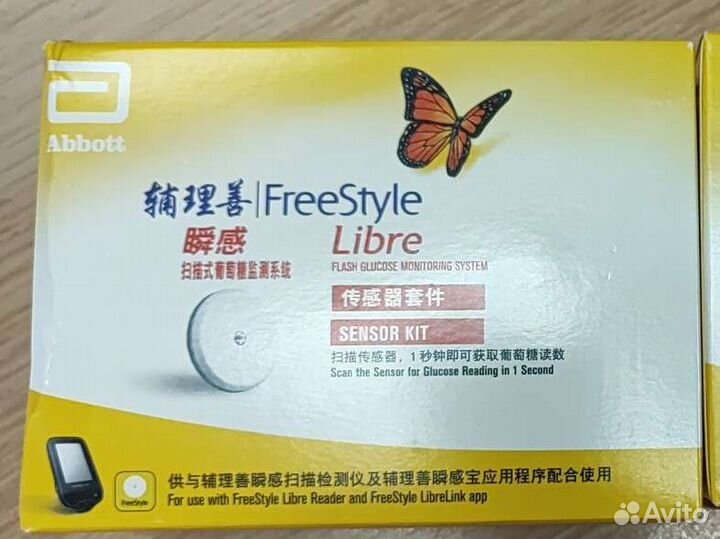 Abbott
辅理善 FreeStyle
瞬感 Libre
扫描式葡萄糖监测系统 FLASH GLUCOSE MONITORING SYSTEM
传感器套件
SENSOR KIT
扫描传感器，1秒钟即可获取葡萄糖读数
Scan the Sensor for Glucose Reading in 1 Second
FreeStyle
供与辅理善瞬感扫描检测仪及辅理善瞬感宝应用程序配合使用
For use with FreeStyle Libre Reader and FreeStyle LibreLink app
Avito